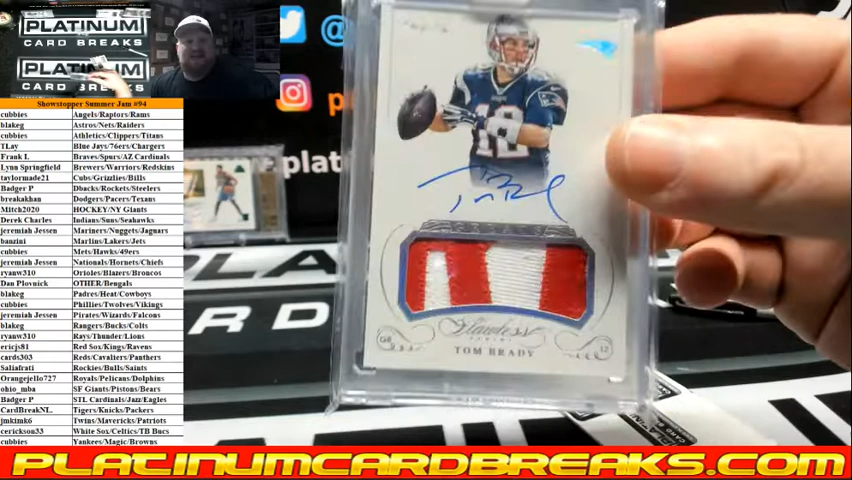 PLATINUM
CARD BREAKS
PLATINUM
CARD BREAKS
Showstopper Summer Jam #94
cubbies Angels/Raptors/Rams
blakeg Astros/Nets/Raiders
cubbies Athletics/Clippers/Titans
TLay Blue Jays/76ers/Chargers
Frank L Braves/Spurs/AZ Cardinals
Lynn Springfield Brewers/Warriors/Redskins
taylormade21 Cubs/Grizzlies/Bills
Badger P Dbacks/Rockets/Steelers
breakahan Dodgers/Pacers/Texans
Mitch2020 HOCKEY/NY Giants
Derek Charles Indians/Suns/Seahawks
jeremiah Jessen Mariners/Nuggets/Jaguars
banzini Marlins/Lakers/Jets
cubbies Mets/Hawks/49ers
jeremiah Jessen Nationals/Hornets/Chiefs
ryanw310 Orioles/Blazers/Broncos
Dan Plovnick OTHER/Bengals
blakeg Padres/Heat/Cowboys
cubbies Phillies/Twolves/Vikings
jeremiah Jessen Pirates/Wizards/Falcons
blakeg Rangers/Bucks/Colts
ryanw310 Rays/Thunder/Lions
ericjs81 Red Sox/Kings/Ravens
cards303 Reds/Cavaliers/Panthers
Saliafrati Rockies/Bulls/Saints
Orangejello727 Royals/Pelicans/Dolphins
ohio_mba SF Giants/Pistons/Bears
Badger P STL Cardinals/Jazz/Eagles
CardBreakNL Tigers/Knicks/Packers
jmktmk6 Twins/Mavericks/Patriots
cerickson33 White Sox/Celtics/TB Bucs
cubbies Yankees/Magic/Browns
12
GREATS
Flawless
PANINI
QB
12
TOM BRADY
plat
PLA
RD
PLATINUMCARDBREAKS.COM